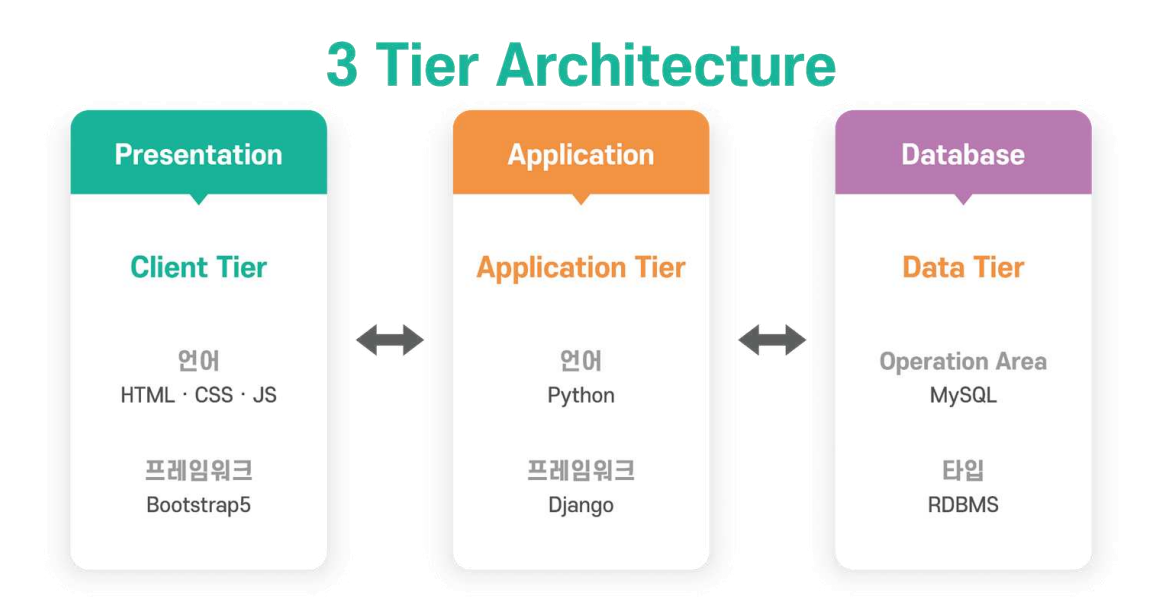 3 Tier Architecture
Presentation
Client Tier
언어
HTML · CSS · JS
프레임워크
Bootstrap5
Application
Application Tier
언어
Python
프레임워크
Django
Database
Data Tier
Operation Area
MySQL
타입
RDBMS